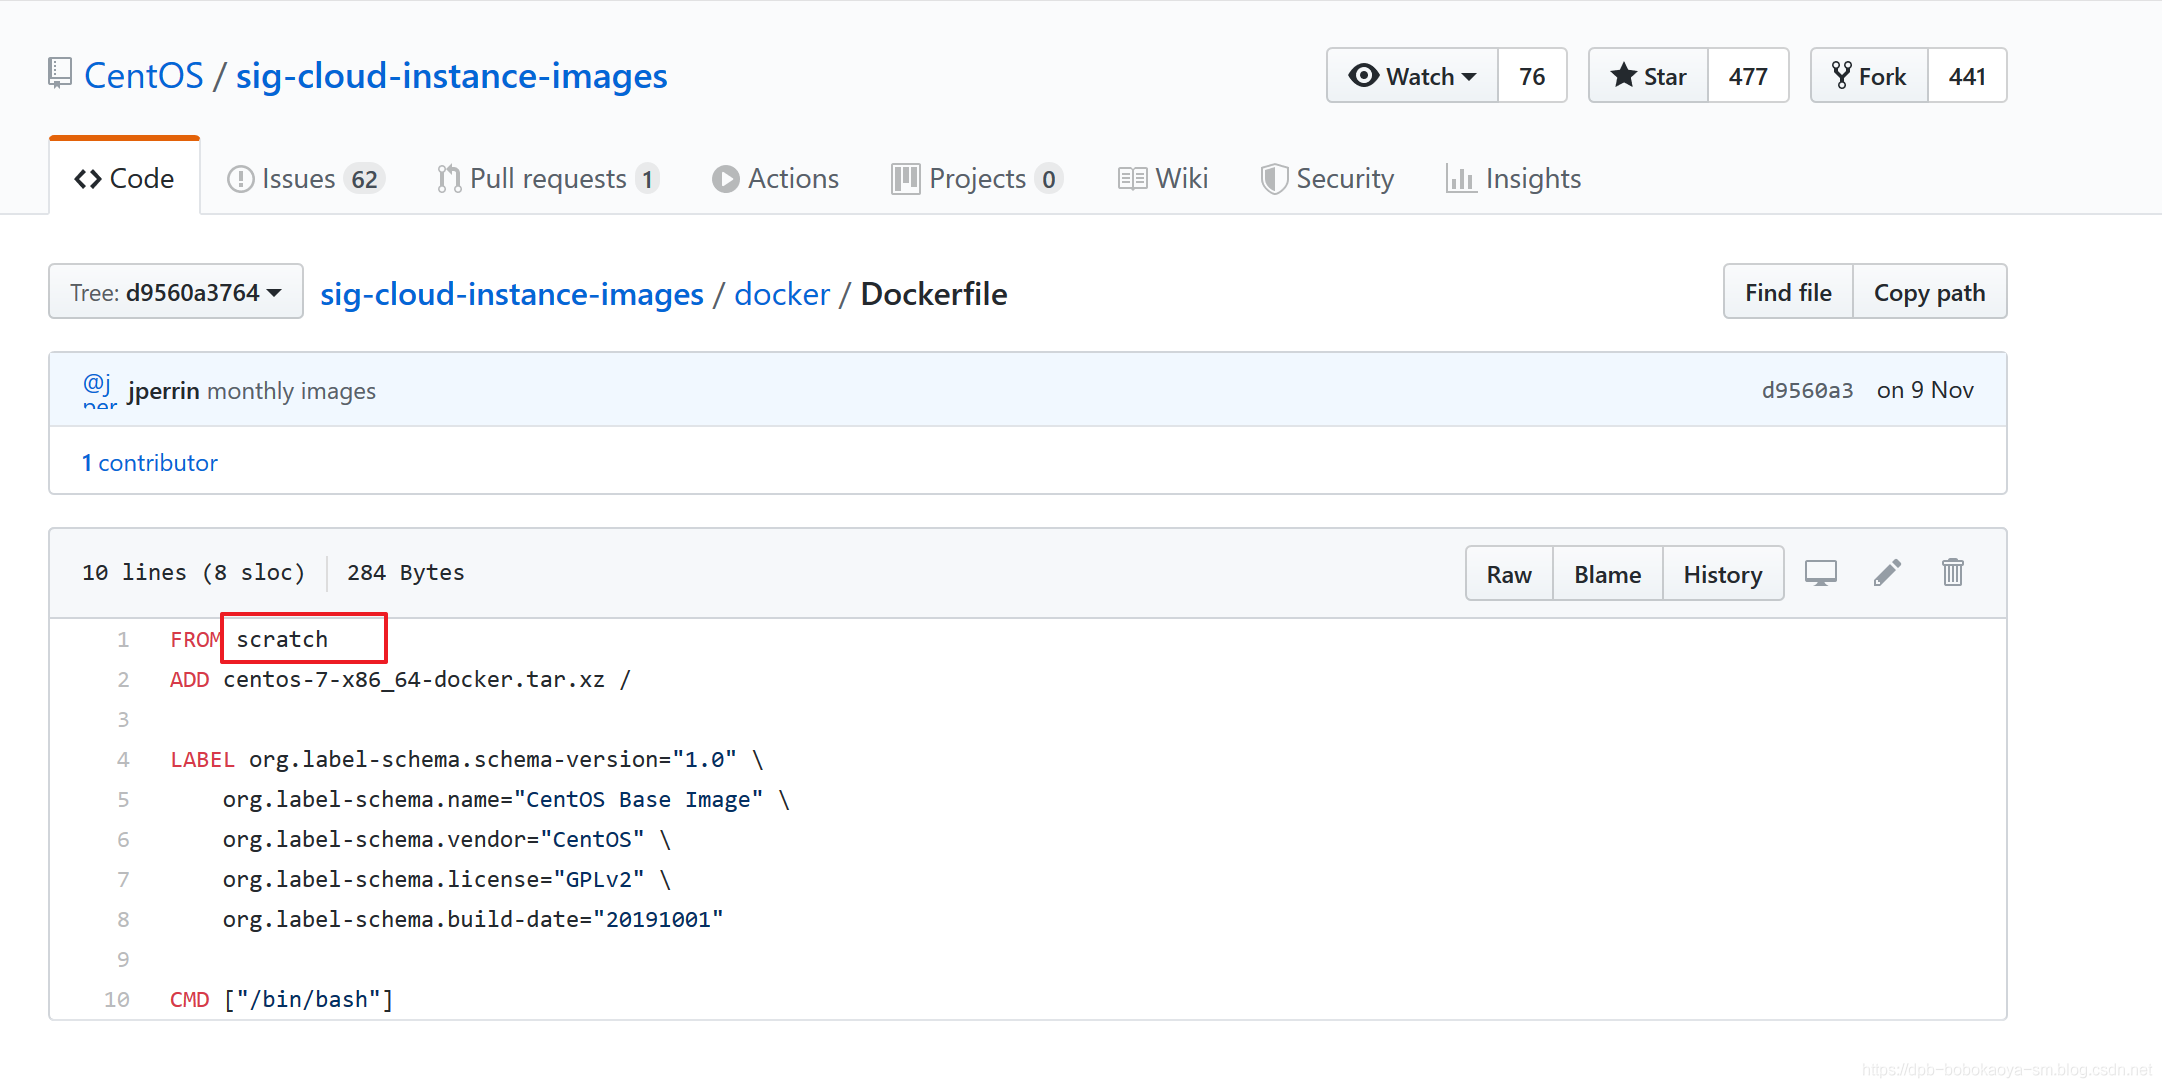 CentOS / sig-cloud-instance-images
Watch 76 Star 477 Fork 441
Code Issues 62 Pull requests 1 Actions Projects 0 Wiki Security Insights
Tree: d9560a3764 sig-cloud-instance-images / docker / Dockerfile Find file Copy path
@j
per
jperrin monthly images d9560a3 on 9 Nov
1 contributor
10 lines (8 sloc) 284 Bytes Raw Blame History
1 FROM scratch
2 ADD centos-7-x86_64-docker.tar.xz /
3
4 LABEL org.label-schema.schema-version="1.0" \
5 org.label-schema.name="CentOS Base Image" \
6 org.label-schema.vendor="CentOS" \
7 org.label-schema.license="GPLv2" \
8 org.label-schema.build-date="20191001"
9
10 CMD ["/bin/bash"]
https://dpb-bobokaoya-sm.blog.csdn.net